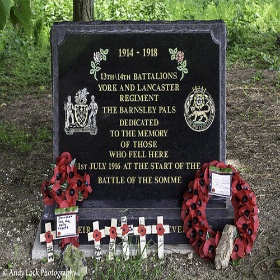 1914 - 1918
13TH/14TH BATTALIONS
YORK AND LANCASTER
REGIMENT
THE BARNSLEY PALS
DEDICATED
TO THE MEMORY
OF THOSE
WHO FELL HERE
1ST JULY 1916 AT THE START OF THE
BATTLE OF THE SOMME
© Andy Lock Photography